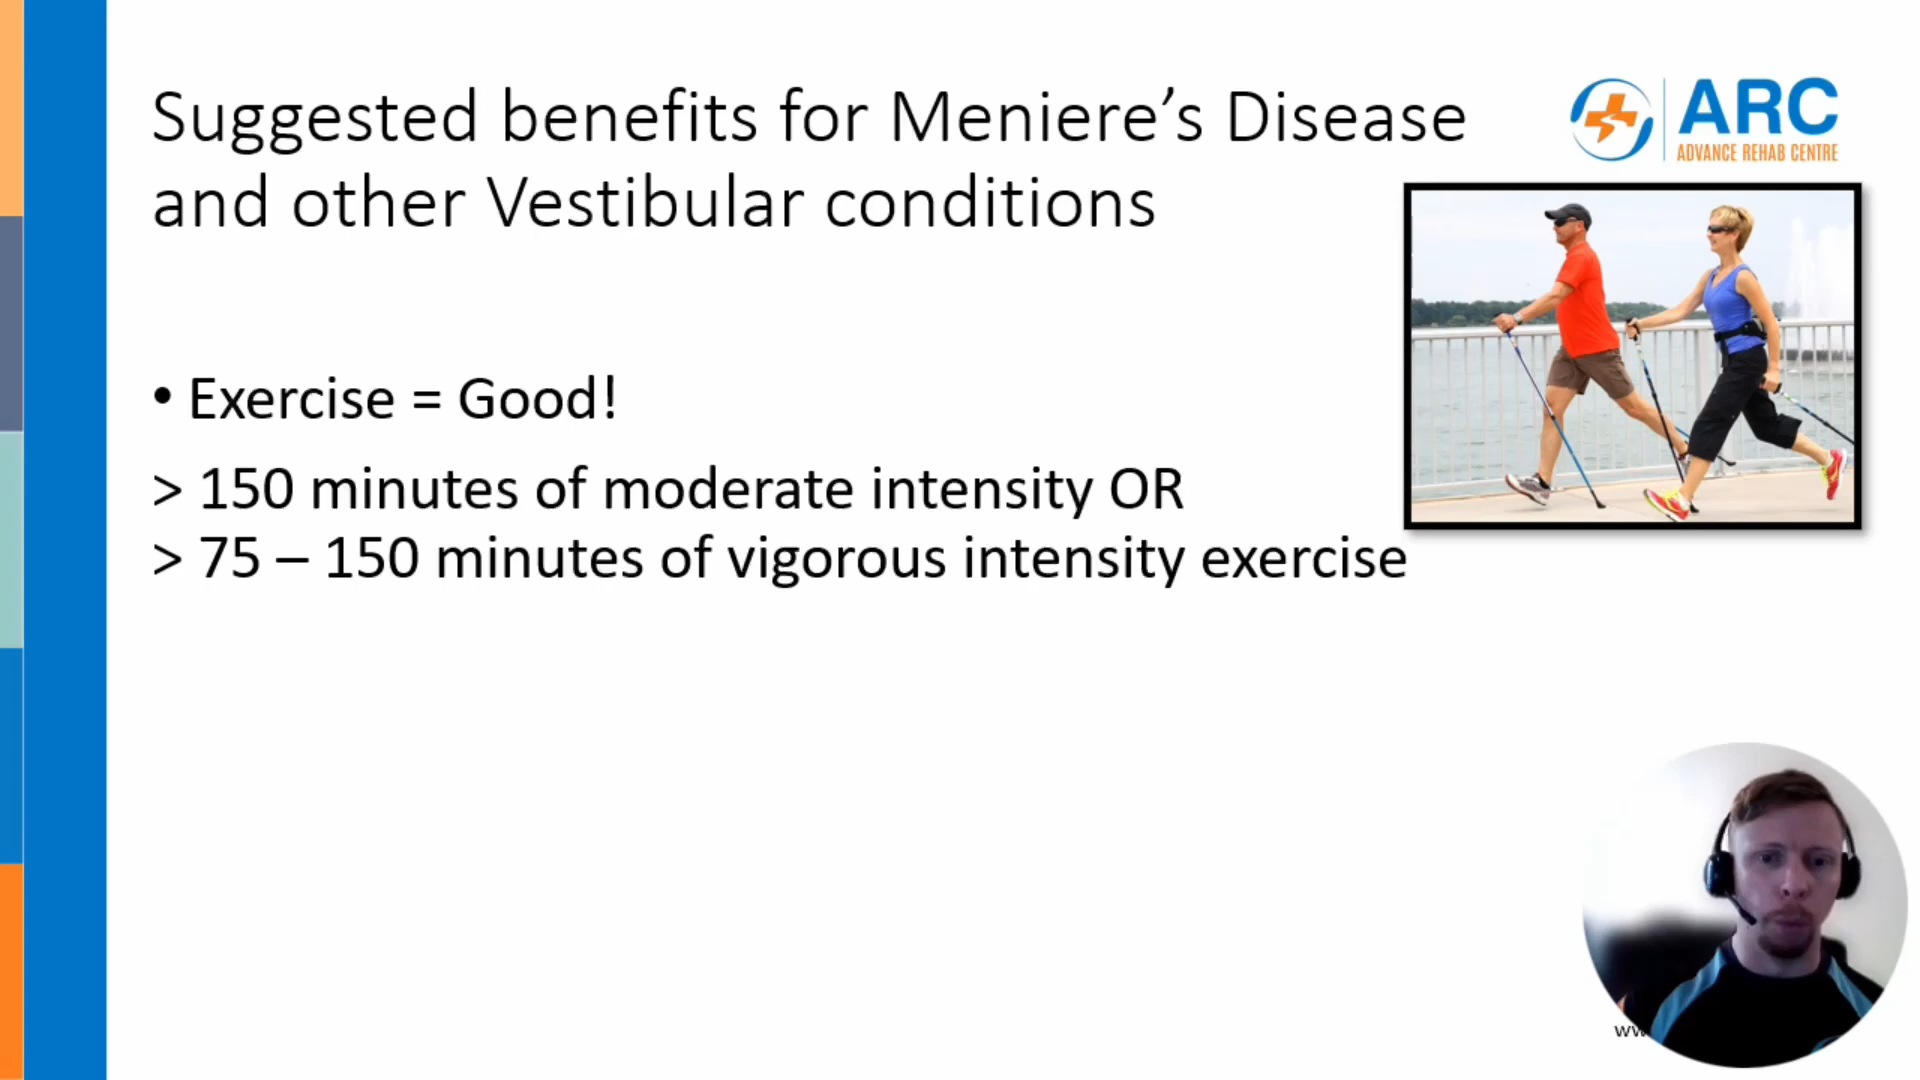 Suggested benefits for Meniere’s Disease
and other Vestibular conditions
ARC
ADVANCE REHAB CENTRE
• Exercise = Good!
> 150 minutes of moderate intensity OR
> 75 – 150 minutes of vigorous intensity exercise